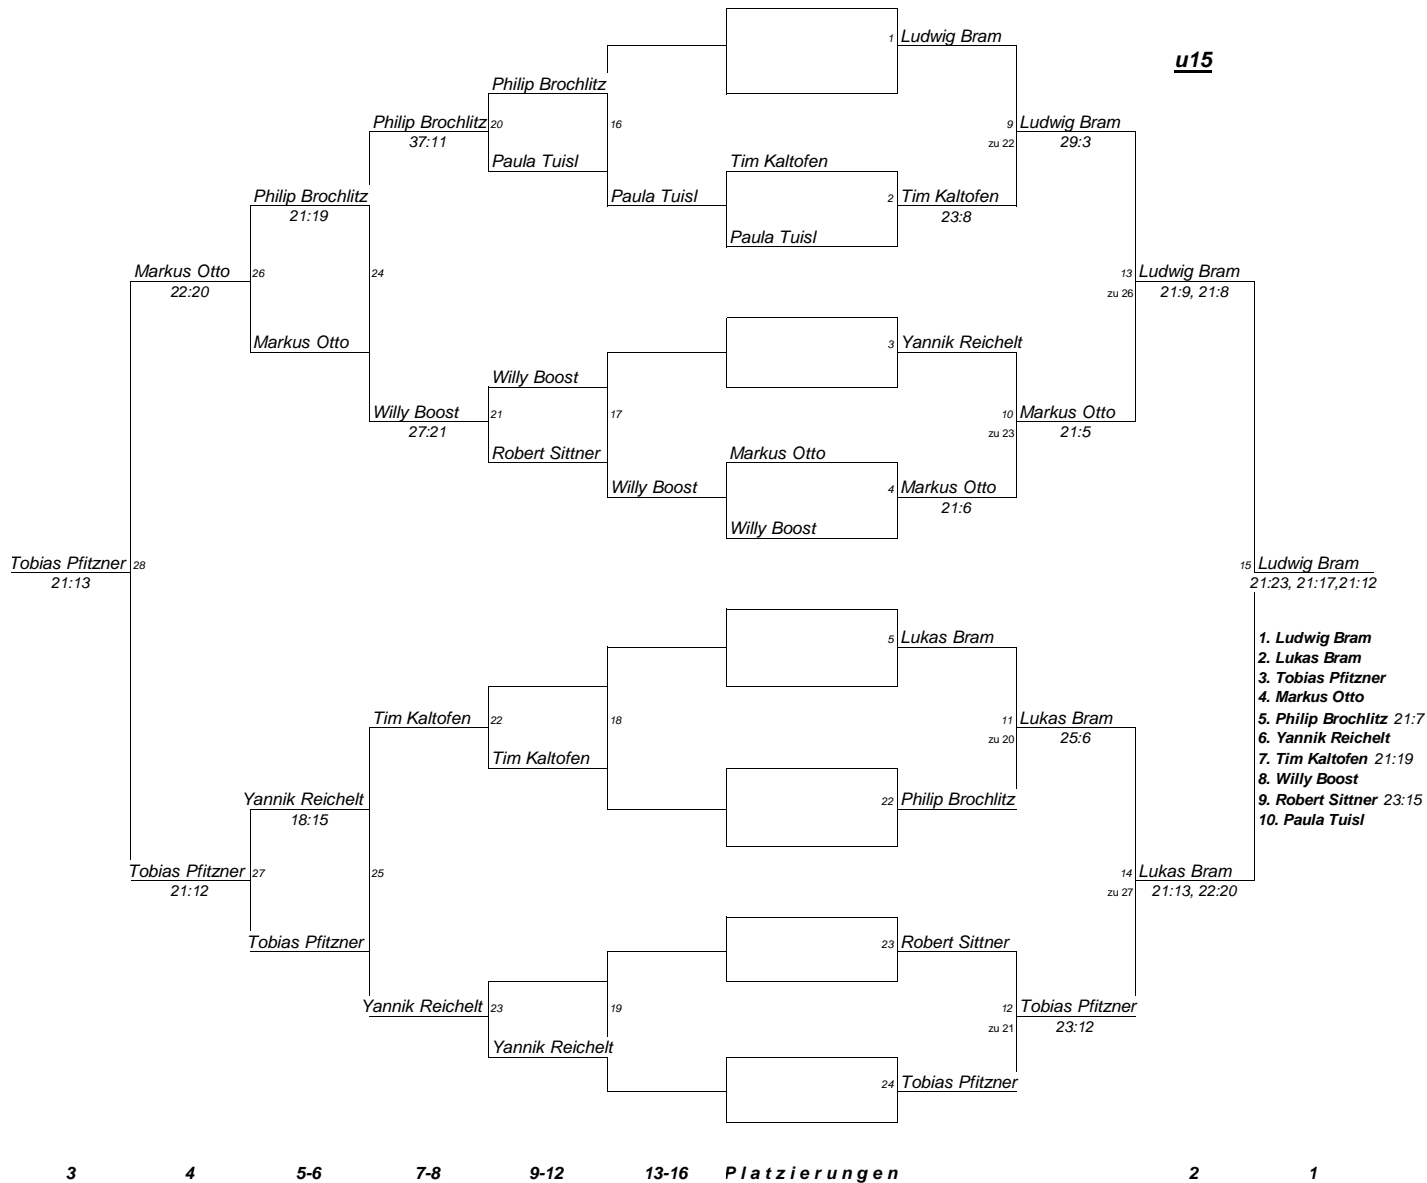 1 Ludwig Bram
u15
Philip Brochlitz
Philip Brochlitz 20 16 9 Ludwig Bram
37:11 zu 22 29:3
Paula Tuisl Tim Kaltofen
Philip Brochlitz Paula Tuisl 2 Tim Kaltofen
21:19 23:8
Paula Tuisl
Markus Otto 26 24 13 Ludwig Bram
22:20 zu 26 21:9, 21:8
Markus Otto 3 Yannik Reichelt
Willy Boost
Willy Boost 21 17 10 Markus Otto
27:21 zu 23 21:5
Robert Sittner Markus Otto
Willy Boost 4 Markus Otto
21:6
Willy Boost
Tobias Pfitzner 28 15 Ludwig Bram
21:13 21:23, 21:17,21:12
5 Lukas Bram 1. Ludwig Bram
2. Lukas Bram
3. Tobias Pfitzner
4. Markus Otto
Tim Kaltofen 22 18 11 Lukas Bram 5. Philip Brochlitz 21:7
zu 20 25:6 6. Yannik Reichelt
Tim Kaltofen 7. Tim Kaltofen 21:19
8. Willy Boost
Yannik Reichelt 22 Philip Brochlitz 9. Robert Sittner 23:15
18:15 10. Paula Tuisl
Tobias Pfitzner 27 25 14 Lukas Bram
21:12 zu 27 21:13, 22:20
Tobias Pfitzner 23 Robert Sittner
Yannik Reichelt 23 19 12 Tobias Pfitzner
zu 21 23:12
Yannik Reichelt
24 Tobias Pfitzner
3 4 5-6 7-8 9-12 13-16 Platzierungen 2 1